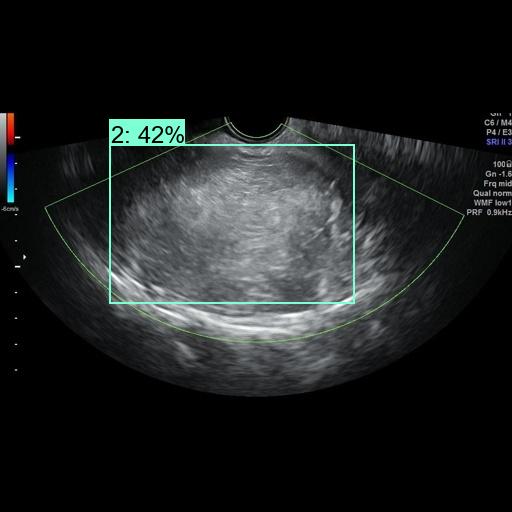 2: 42%
C6 / M4
P4 / E3
SRI II 3
100
Gn -1.6
Frq mid
Qual norm
WMF low1
PRF 0.9kHz
-6cm/s